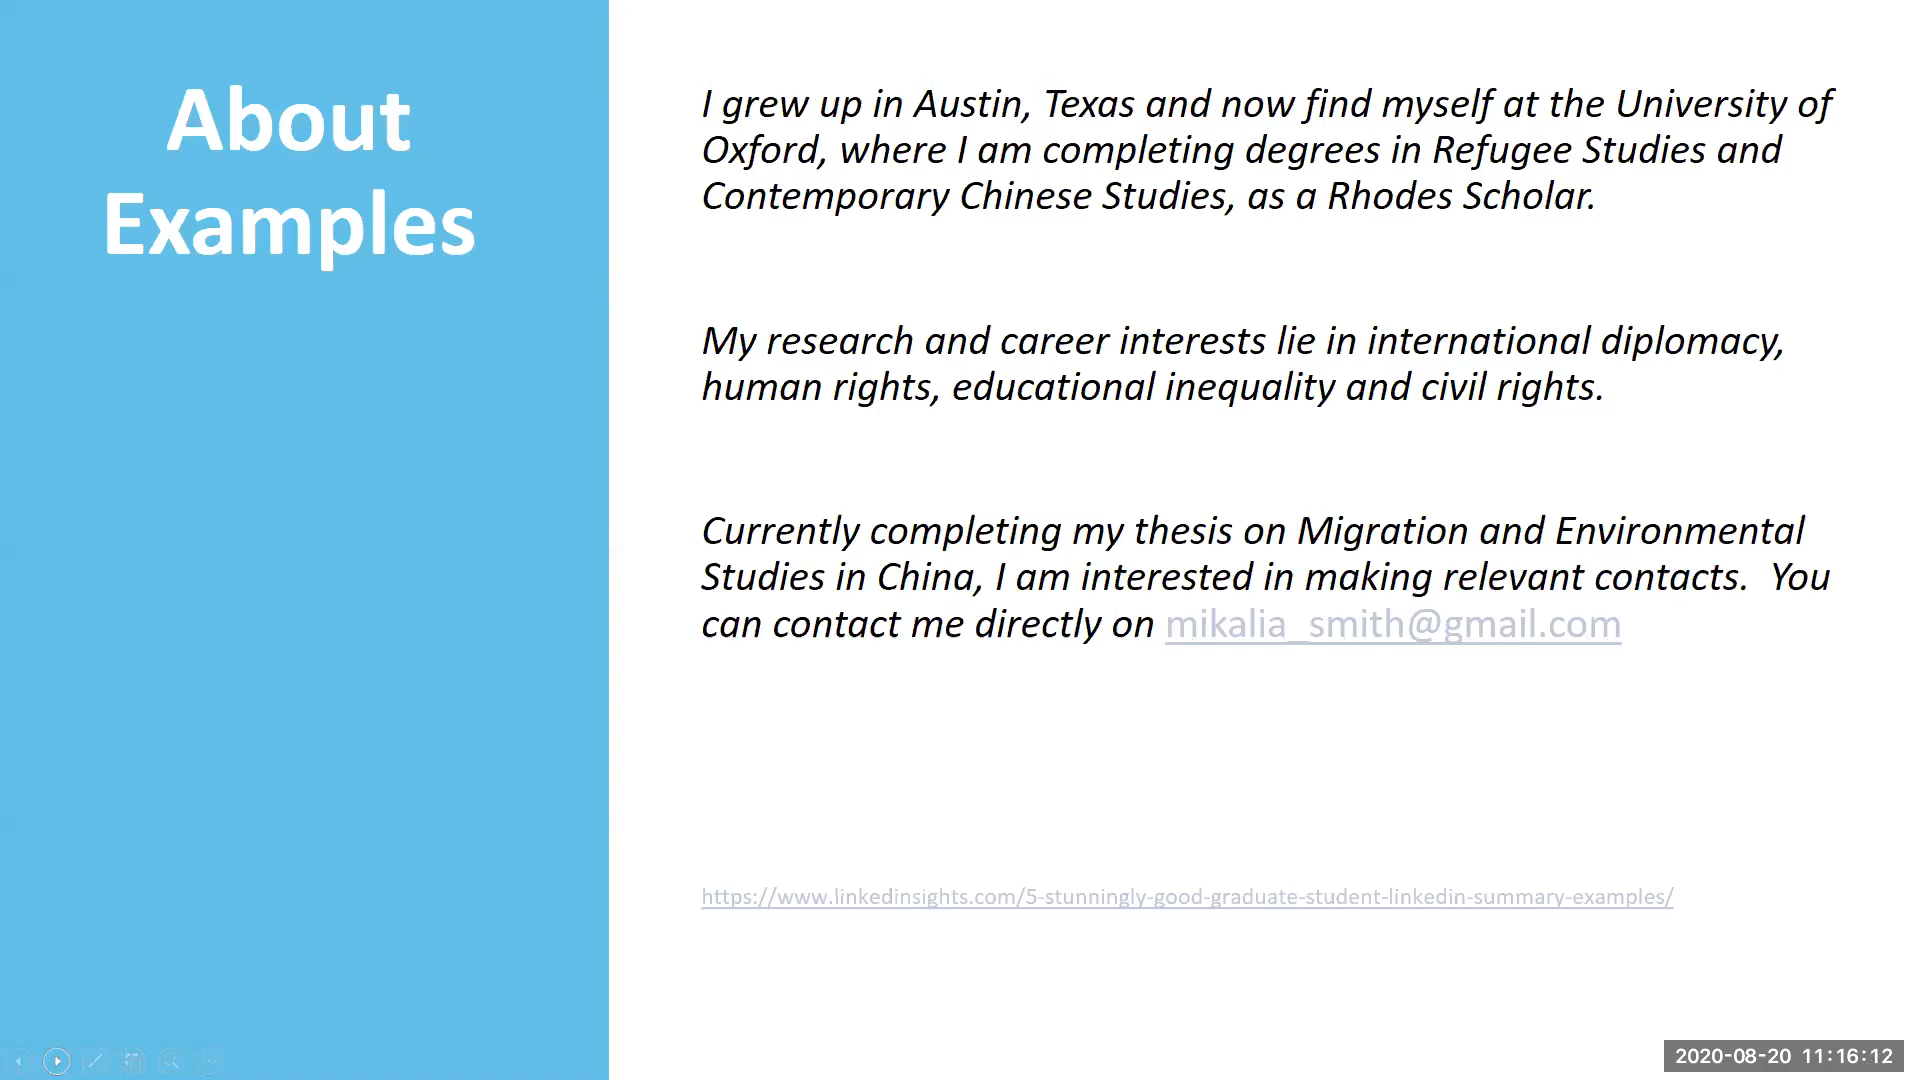 About
Examples
I grew up in Austin, Texas and now find myself at the University of
Oxford, where I am completing degrees in Refugee Studies and
Contemporary Chinese Studies, as a Rhodes Scholar.
My research and career interests lie in international diplomacy,
human rights, educational inequality and civil rights.
Currently completing my thesis on Migration and Environmental
Studies in China, I am interested in making relevant contacts.  You
can contact me directly on mikalia_smith@gmail.com
https://www.linkedinsights.com/5-stunningly-good-graduate-student-linkedin-summary-examples/
2020-08-20 11:16:12